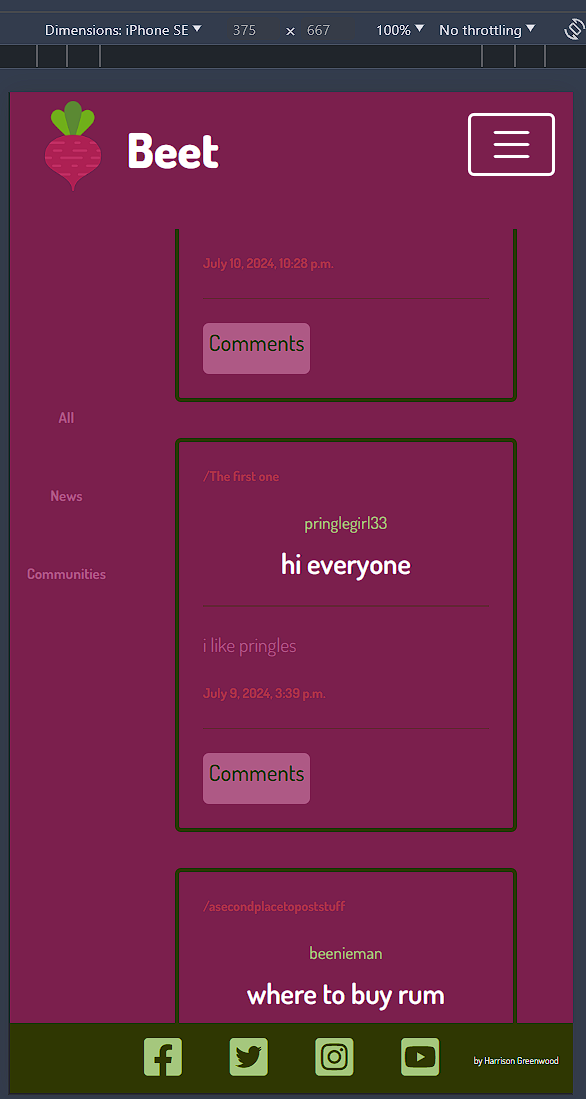 Dimensions: iPhone SE 375 × 667 100% No throttling
Beet
July 10, 2024, 10:28 p.m.
Comments
All
News
Communities
/The first one
pringlegirl33
hi everyone
i like pringles
July 9, 2024, 3:39 p.m.
Comments
/asecondplacetopoststuff
beenieman
where to buy rum
by Harrison Greenwood